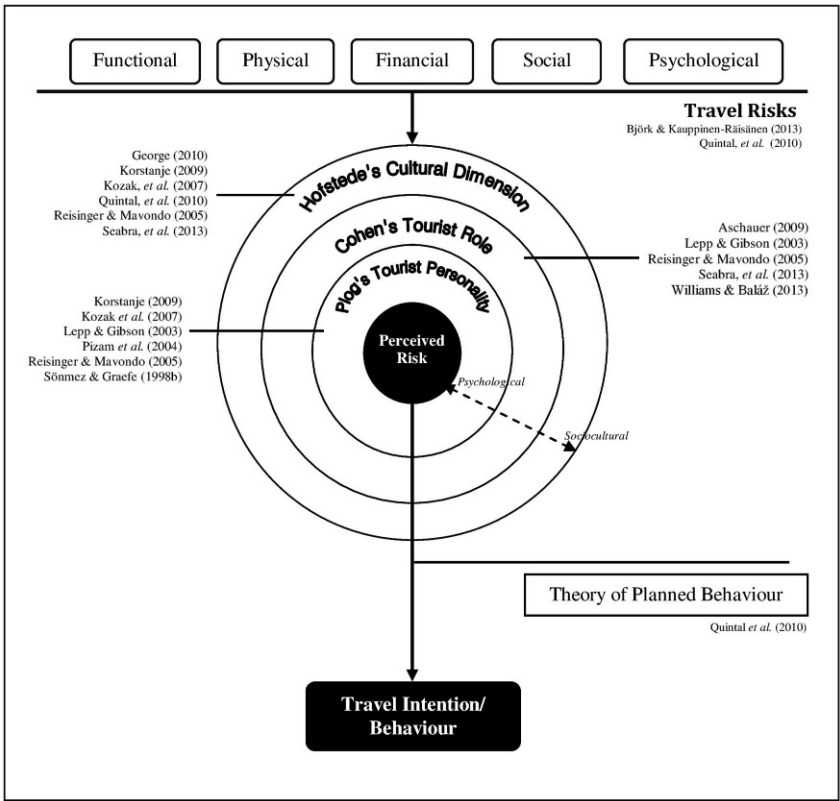 Functional
Physical
Financial
Social
Psychological
Travel Risks
Björk & Kauppinen-Räisänen (2013)
Quintal, et al. (2010)
George (2010)
Korstanje (2009)
Kozak, et al. (2007)
Quintal, et al. (2010)
Reisinger & Mavondo (2005)
Seabra, et al. (2013)
Hofstede's Cultural Dimension
Cohen's Tourist Role
Plog's Tourist Personality
Aschauer (2009)
Lepp & Gibson (2003)
Reisinger & Mavondo (2005)
Seabra, et al. (2013)
Williams & Baláž (2013)
Korstanje (2009)
Kozak et al. (2007)
Lepp & Gibson (2003)
Pizam et al. (2004)
Reisinger & Mavondo (2005)
Sönmez & Graefe (1998b)
Perceived
Risk
Psychological
Sociocultural
Theory of Planned Behaviour
Quintal et al. (2010)
Travel Intention/
Behaviour